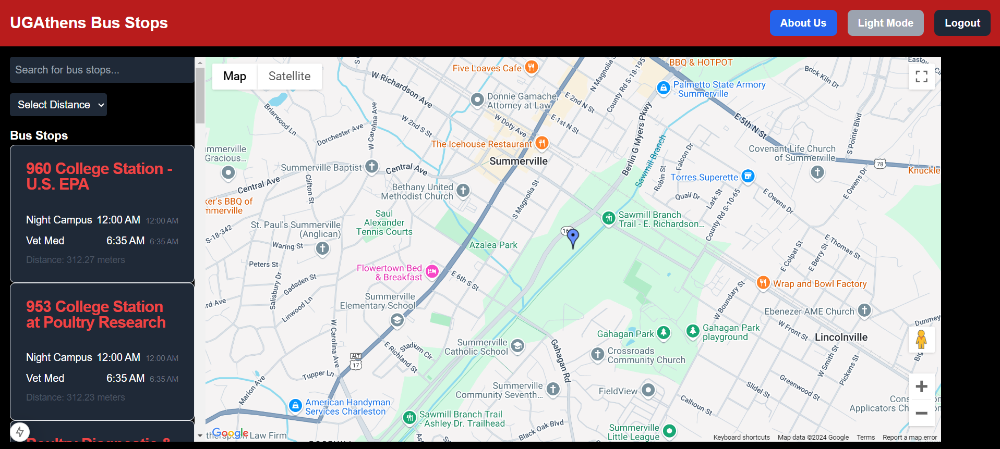 UGAthens Bus Stops
About Us
Light Mode
Logout
Search for bus stops...
Select Distance
Bus Stops
960 College Station -
U.S. EPA
Night Campus 12:00 AM 12:00 AM
Vet Med 6:35 AM 6:35 AM
Distance: 312.27 meters
953 College Station
at Poultry Research
Night Campus 12:00 AM 12:00 AM
Vet Med 6:35 AM 6:35 AM
Distance: 312.23 meters
Poultry Diagnostic &
Map
Satellite
Five Loaves Cafe
BBQ & HOTPOT
Brick Kiln Dr
W Richardson Ave
N Magnolia
County Rd S-18-195
Palmetto State Armory
- Summerville
Donnie Gamache,
Attorney at Law
E 2nd N St
Briarwood Ln
Dorchester Ave
W Carolina Ave
W 2nd S St
W Doty Ave
E 1st N St
Berlin G Myers Pkwy
E 5th N St
S Pointe Blvd
The Icehouse Restaurant
Summerville
Sawmill Branch
Falcon Dr
Robin St
Covenant Life Church
of Summerville
78
Knuckle
ummerville
Gracious...
Summerville Baptist
Central Ave
Central Ave
Clifton St
Bethany United
Methodist Church
S Magnolia St
Torres Superette
Quail Dr
Lark St
County Rd S-10-65
E Owens Dr
E Owens Dr
ker's BBQ of
mmerville
Saul
Alexander
Tennis Courts
Sawmill Branch
Trail - E. Richardson...
S-18-342
St. Paul's Summerville
(Anglican)
Waring St
Azalea Park
Peters St
E Thomas St
E Colpat St
E Berry St
Flowertown Bed
& Breakfast
E 6th S St
Salisbury Dr
Gadsden St
Linwood Ln
rd Ave
Summerville
Elementary School
Wrap and Bowl Factory
W Boundary St
Ebenezer AME Church
Dunmey
W Front St
Lincolnville
W Carolina Ave
Gahagan Park
Gahagan Park
playground
Summerville
Catholic School
Gahagan Rd
Crossroads
Community Church
E Richland St
Stadium Cir
ALT
17
Tupper Ln
Marion Ave
W Smith St
Pickens St
Big
Greenwood St
Slidel St
Calhoun St
Summerville
Community Seventh...
FieldView
American Handyman
Services Charleston
Sawmill Branch Trail
- Ashley Dr. Trailhead
Black Oak Blvd
Summerville
Little League
Applicators
Law Firm
Google
Keyboard shortcuts
Map data ©2024 Google
Terms
Report a map error